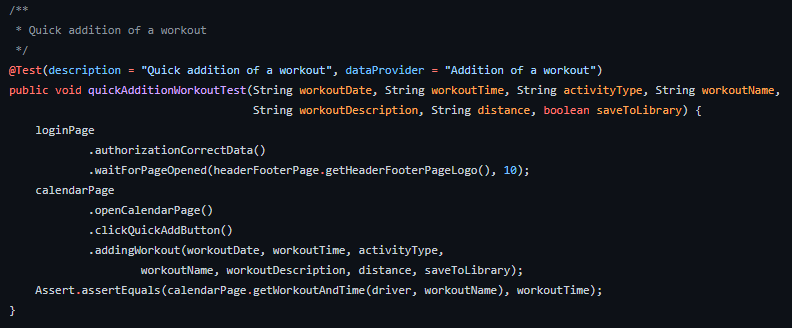 /**
 * Quick addition of a workout
 */
@Test(description = "Quick addition of a workout", dataProvider = "Addition of a workout")
public void quickAdditionWorkoutTest(String workoutDate, String workoutTime, String activityType, String workoutName,
                                     String workoutDescription, String distance, boolean saveToLibrary) {
    loginPage
            .authorizationCorrectData()
            .waitForPageOpened(headerFooterPage.getHeaderFooterPageLogo(), 10);
    calendarPage
            .openCalendarPage()
            .clickQuickAddButton()
            .addingWorkout(workoutDate, workoutTime, activityType,
                    workoutName, workoutDescription, distance, saveToLibrary);
    Assert.assertEquals(calendarPage.getWorkoutAndTime(driver, workoutName), workoutTime);
}